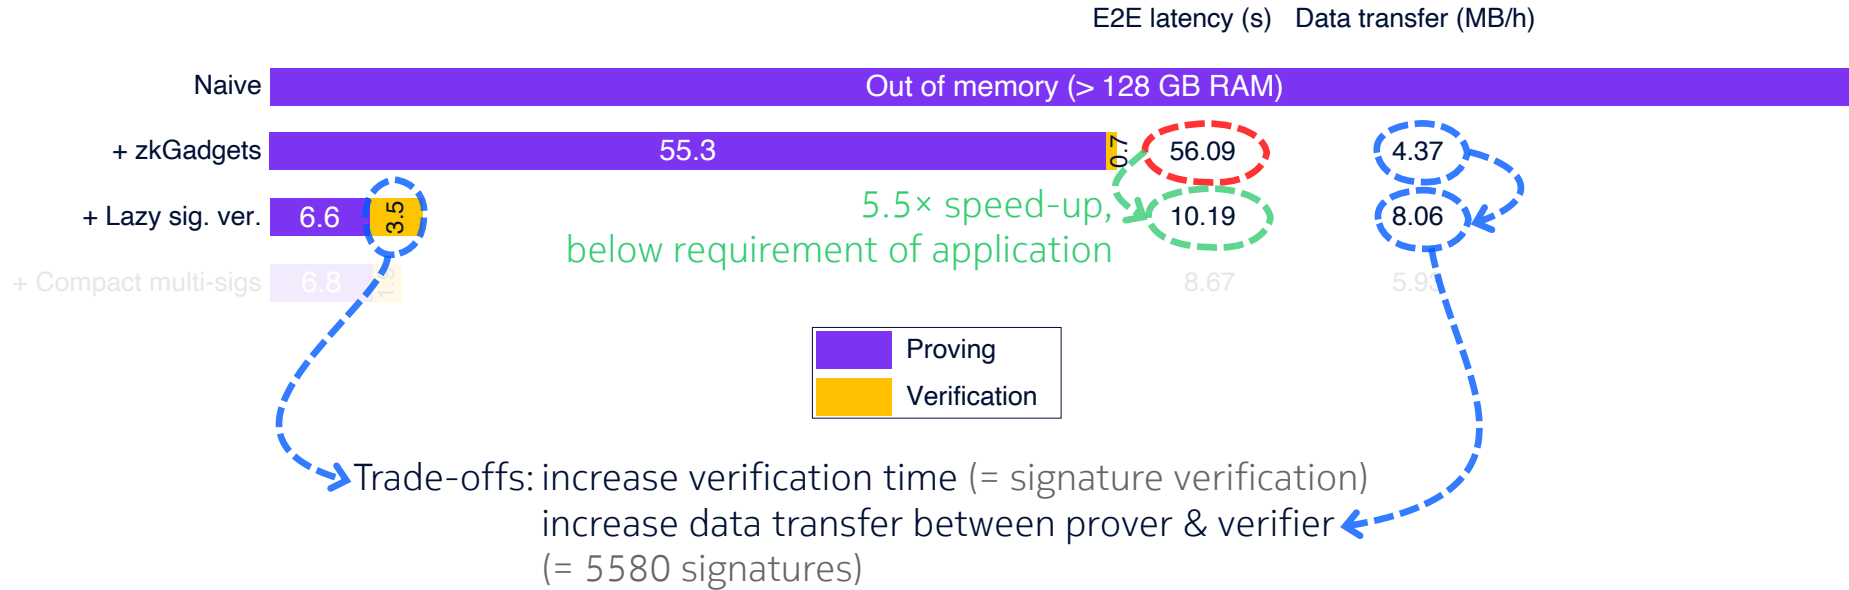 E2E latency (s) Data transfer (MB/h)
Naive Out of memory (> 128 GB RAM)
+ zkGadgets 55.3 0.7 56.09 4.37
+ Lazy sig. ver. 6.6 3.5 10.19 8.06
5.5× speed-up,
below requirement of application
+ Compact multi-sigs 6.8 8.67
Proving
Verification
Trade-offs: increase verification time (= signature verification)
increase data transfer between prover & verifier
(= 5580 signatures)